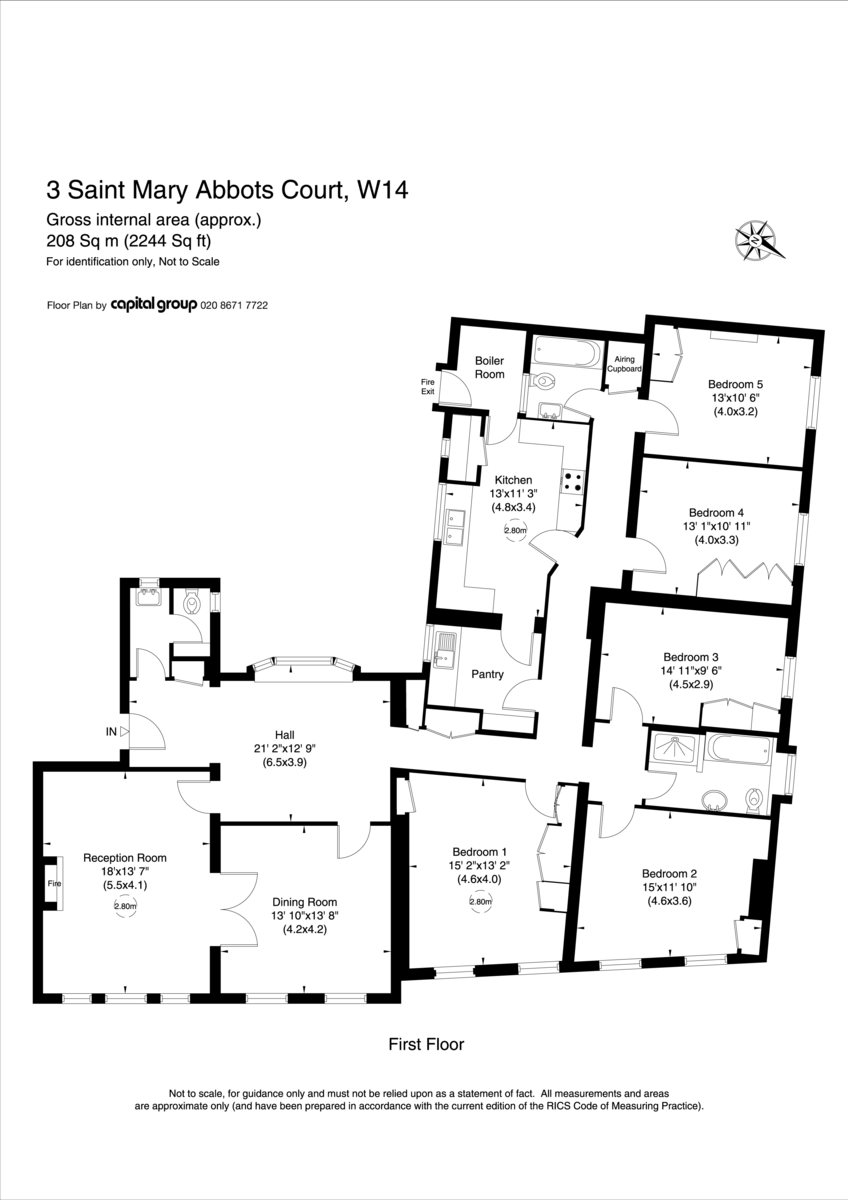 3 Saint Mary Abbots Court, W14
Gross internal area (approx.)
208 Sq m (2244 Sq ft)
For identification only, Not to Scale
Floor Plan by capital group 020 8671 7722
N
Boiler
Room
Airing
Cupboard
Fire
Exit
Bedroom 5
13'x10' 6"
(4.0x3.2)
Kitchen
13'x11' 3"
(4.8x3.4)
2.80m
Bedroom 4
13' 1"x10' 11"
(4.0x3.3)
Bedroom 3
14' 11"x9' 6"
(4.5x2.9)
Pantry
IN
Hall
21' 2"x12' 9"
(6.5x3.9)
Reception Room
18'x13' 7"
(5.5x4.1)
2.80m
Fire
Dining Room
13' 10"x13' 8"
(4.2x4.2)
Bedroom 1
15' 2"x13' 2"
(4.6x4.0)
2.80m
Bedroom 2
15'x11' 10"
(4.6x3.6)
First Floor
Not to scale, for guidance only and must not be relied upon as a statement of fact. All measurements and areas
are approximate only (and have been prepared in accordance with the current edition of the RICS Code of Measuring Practice).